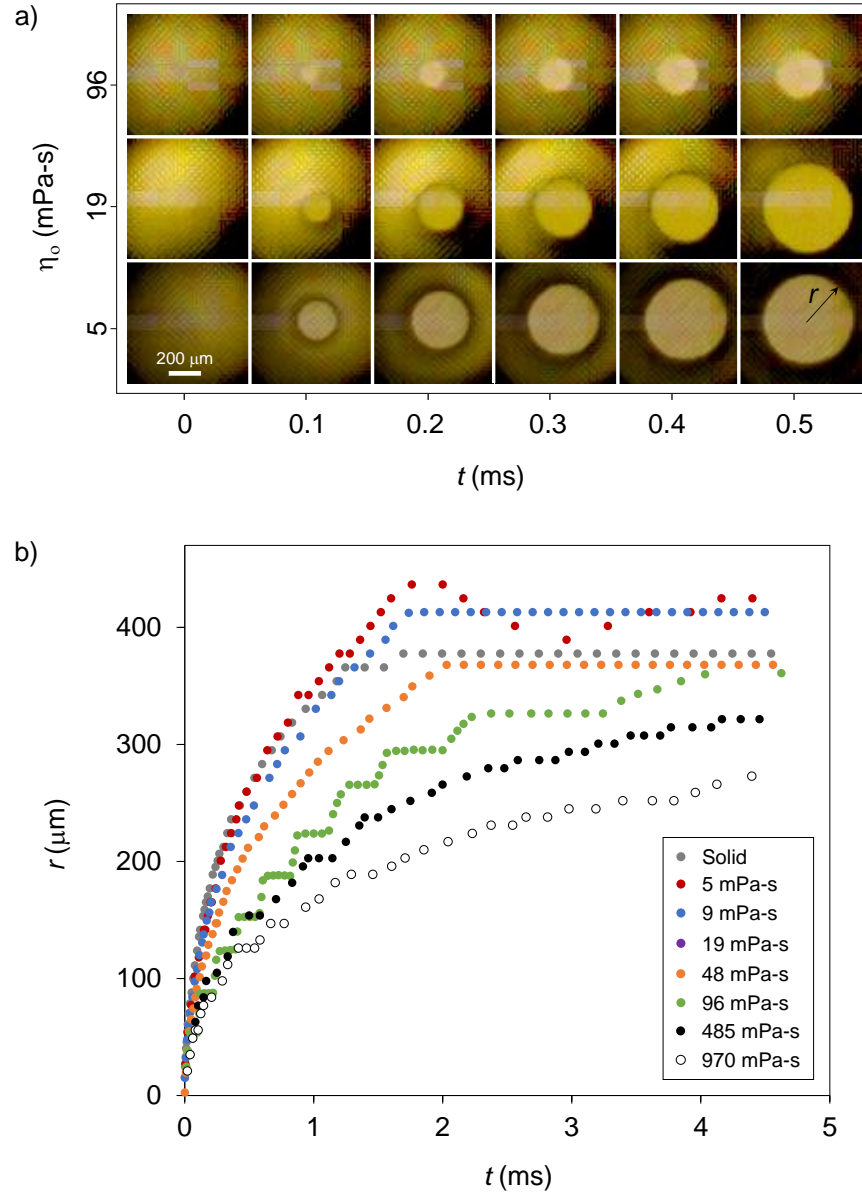 a)
η₀ (mPa-s)
96
19
5
200 μm
r
0 0.1 0.2 0.3 0.4 0.5
t (ms)
b)
r (μm)
400
300
200
100
0
Solid
5 mPa-s
9 mPa-s
19 mPa-s
48 mPa-s
96 mPa-s
485 mPa-s
970 mPa-s
0 1 2 3 4 5
t (ms)